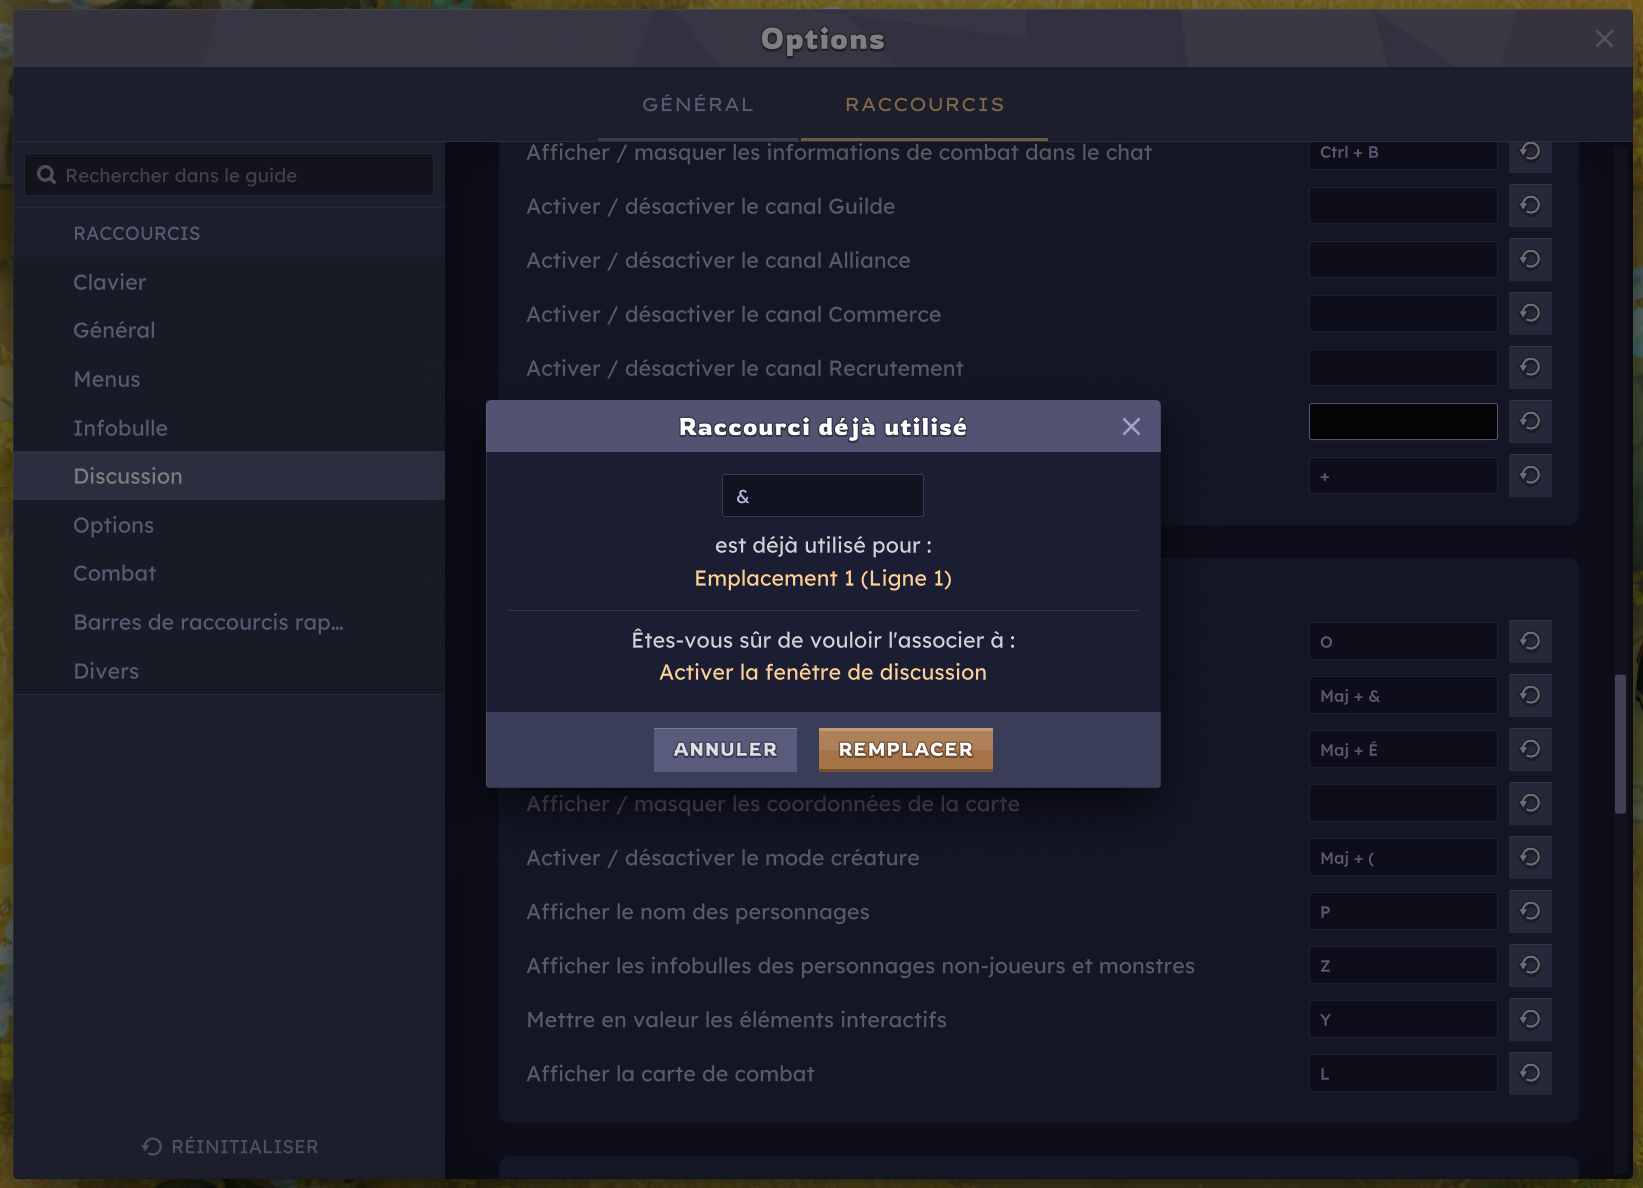 Options
GÉNÉRAL
RACCOURCIS
Rechercher dans le guide
RACCOURCIS
Clavier
Général
Menus
Infobulle
Discussion
Options
Combat
Barres de raccourcis rap...
Divers
RÉINITIALISER
Afficher / masquer les informations de combat dans le chat
Ctrl + B
Activer / désactiver le canal Guilde
Activer / désactiver le canal Alliance
Activer / désactiver le canal Commerce
Activer / désactiver le canal Recrutement
+
Raccourci déjà utilisé
&
est déjà utilisé pour :
Emplacement 1 (Ligne 1)
Êtes-vous sûr de vouloir l'associer à :
Activer la fenêtre de discussion
ANNULER
REMPLACER
O
Maj + &
Maj + É
Afficher / masquer les coordonnées de la carte
Activer / désactiver le mode créature
Maj + (
Afficher le nom des personnages
P
Afficher les infobulles des personnages non-joueurs et monstres
Z
Mettre en valeur les éléments interactifs
Y
Afficher la carte de combat
L